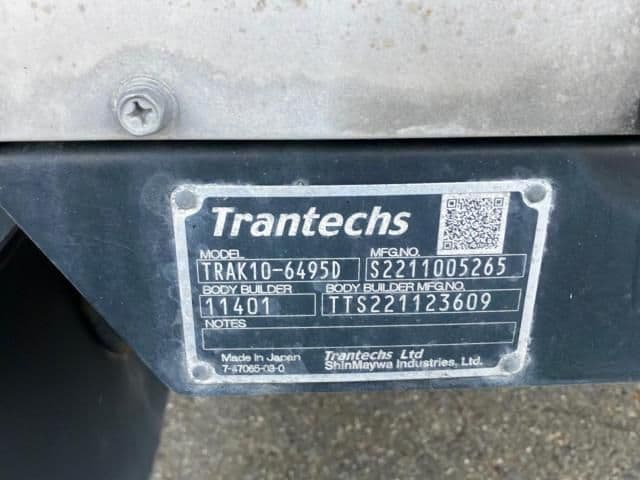 Trantechs
MODEL MFG.NO.
TRAK10-6495D S2211005265
BODY BUILDER BODY BUILDER MFG.NO.
11401 TTS221123609
NOTES
Made in Japan Trantechs Ltd
7-47065-03-0 ShinMaywa Industries, Ltd.